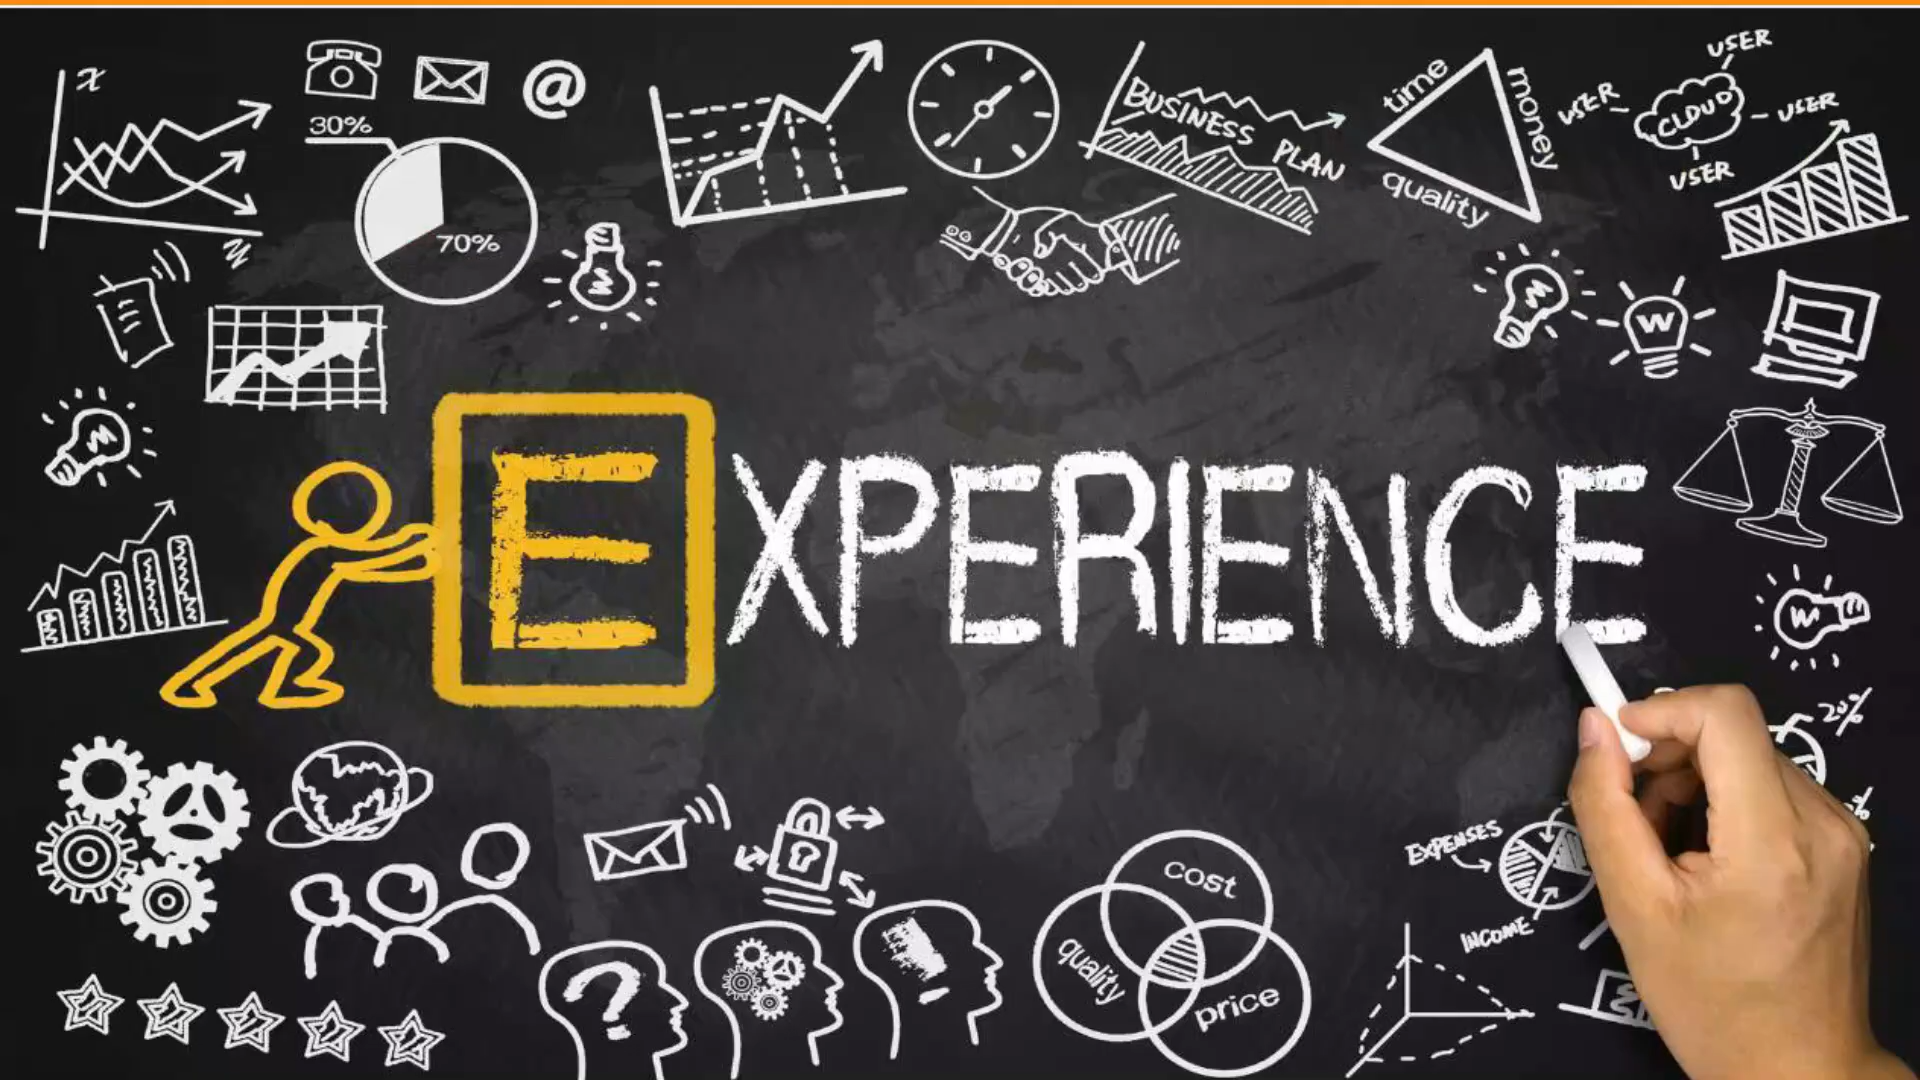 x
y
@
30%
70%
BUSINESS PLAN
time
money
quality
USER
USER
CLOUD
USER
USER
W
EXPERIENCE
20%
%
EXPENSES
INCOME
?
cost
quality
price